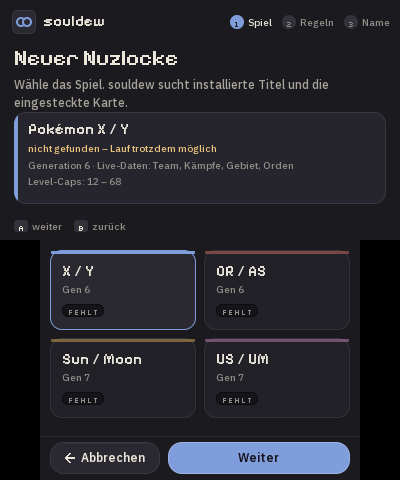 souldew
1 Spiel 2 Regeln 3 Name
Neuer Nuzlocke
Wähle das Spiel. souldew sucht installierte Titel und die
eingesteckte Karte.
Pokémon X / Y
nicht gefunden – Lauf trotzdem möglich
Generation 6 · Live-Daten: Team, Kämpfe, Gebiet, Orden
Level-Caps: 12 – 68
A weiter B zurück
X / Y
Gen 6
FEHLT
OR / AS
Gen 6
FEHLT
Sun / Moon
Gen 7
FEHLT
US / UM
Gen 7
FEHLT
← Abbrechen
Weiter